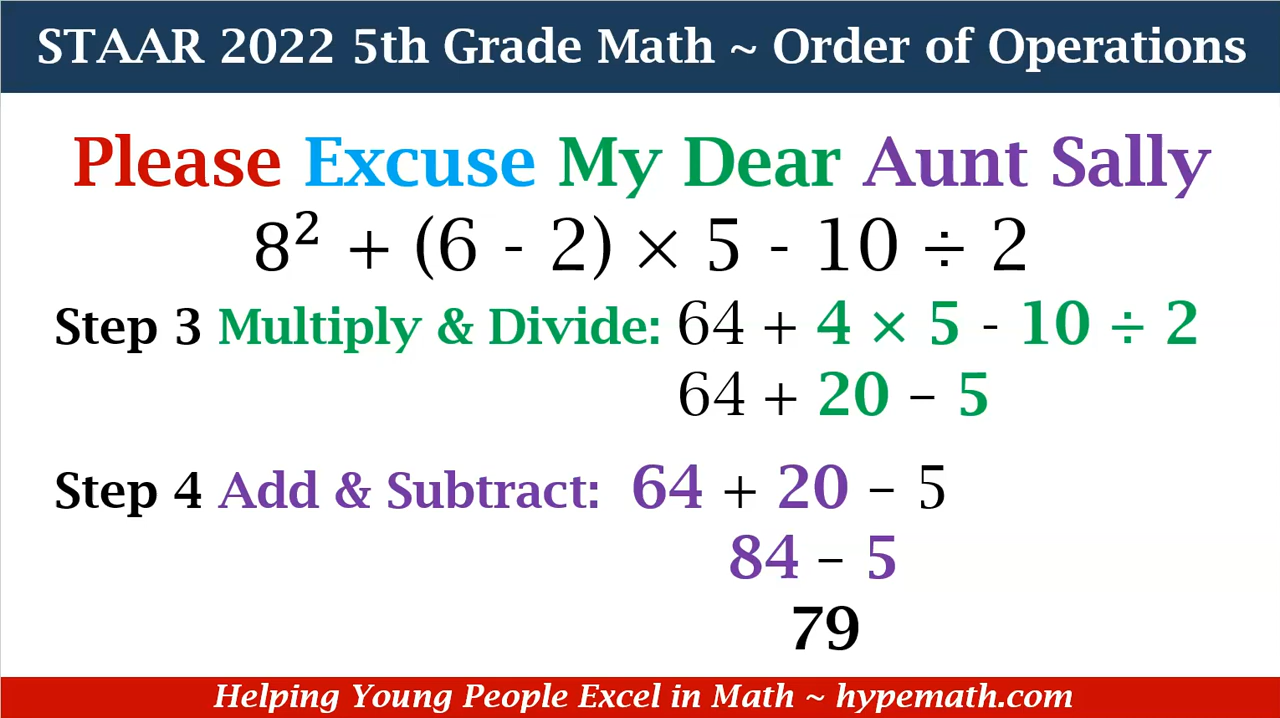 STAAR 2022 5th Grade Math ~ Order of Operations
Please Excuse My Dear Aunt Sally
8² + (6 - 2) × 5 - 10 ÷ 2
Step 3 Multiply & Divide: 64 + 4 × 5 - 10 ÷ 2
64 + 20 – 5
Step 4 Add & Subtract: 64 + 20 – 5
84 – 5
79
Helping Young People Excel in Math ~ hypemath.com